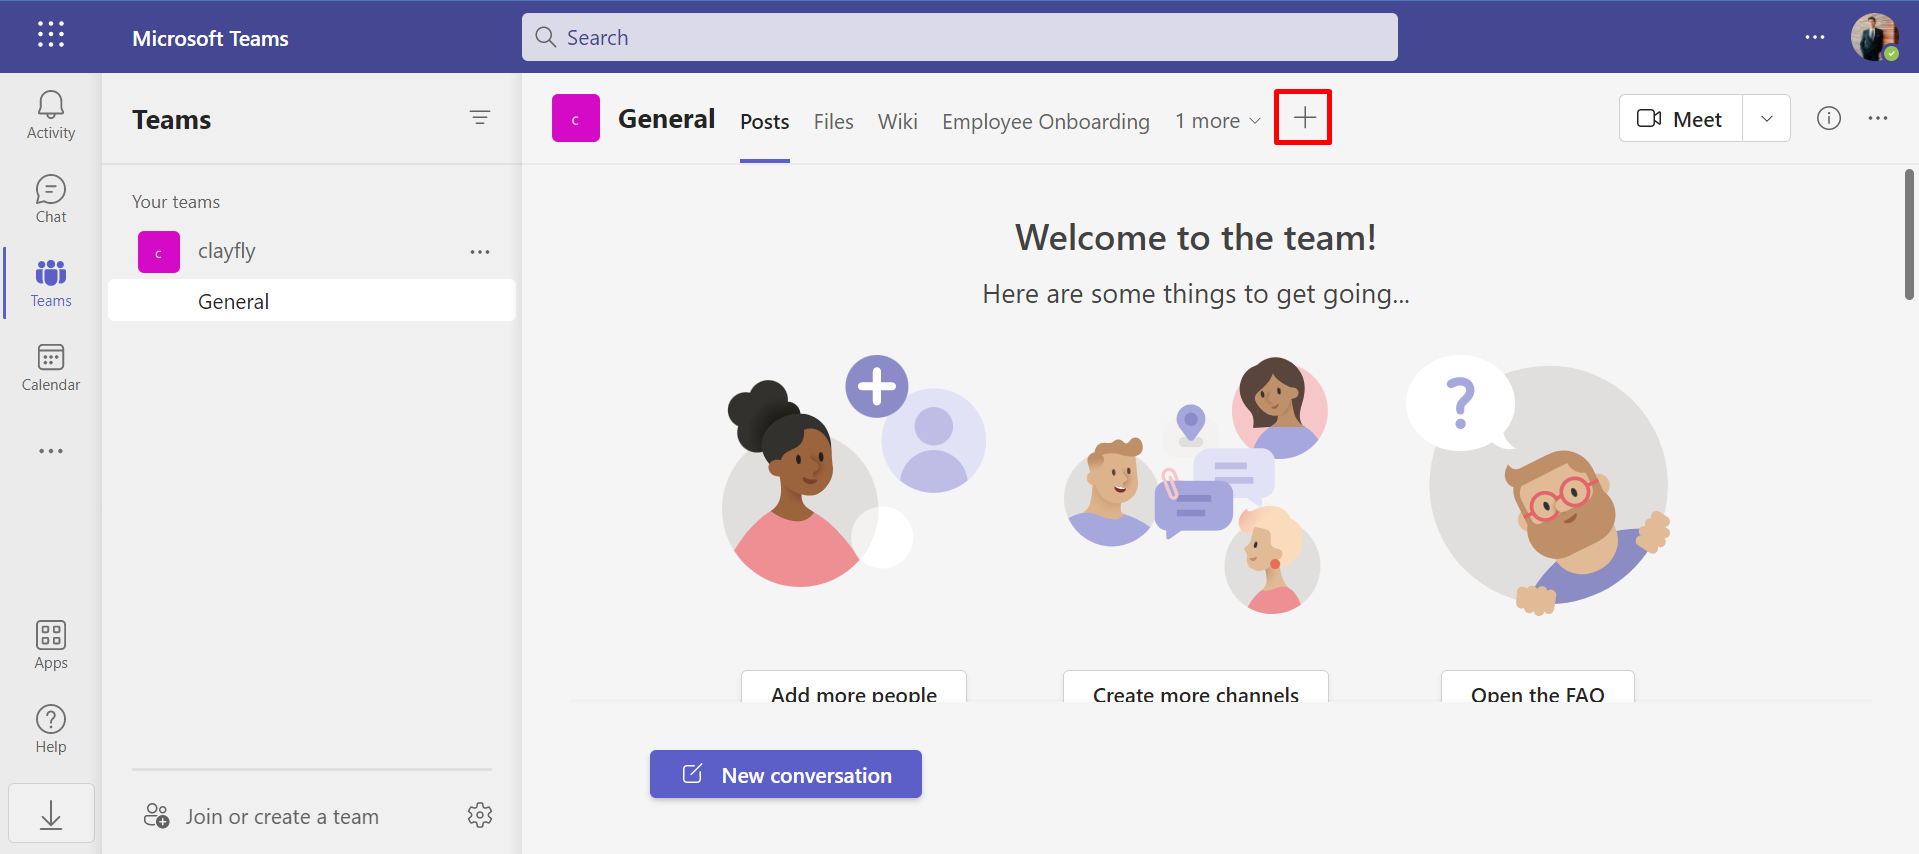 Microsoft Teams
Search
Activity
Chat
Teams
Calendar
Apps
Help
Teams
Your teams
c clayfly
General
Join or create a team
c General Posts Files Wiki Employee Onboarding 1 more
Meet
Welcome to the team!
Here are some things to get going...
?
Add more people
Create more channels
Open the FAQ
New conversation